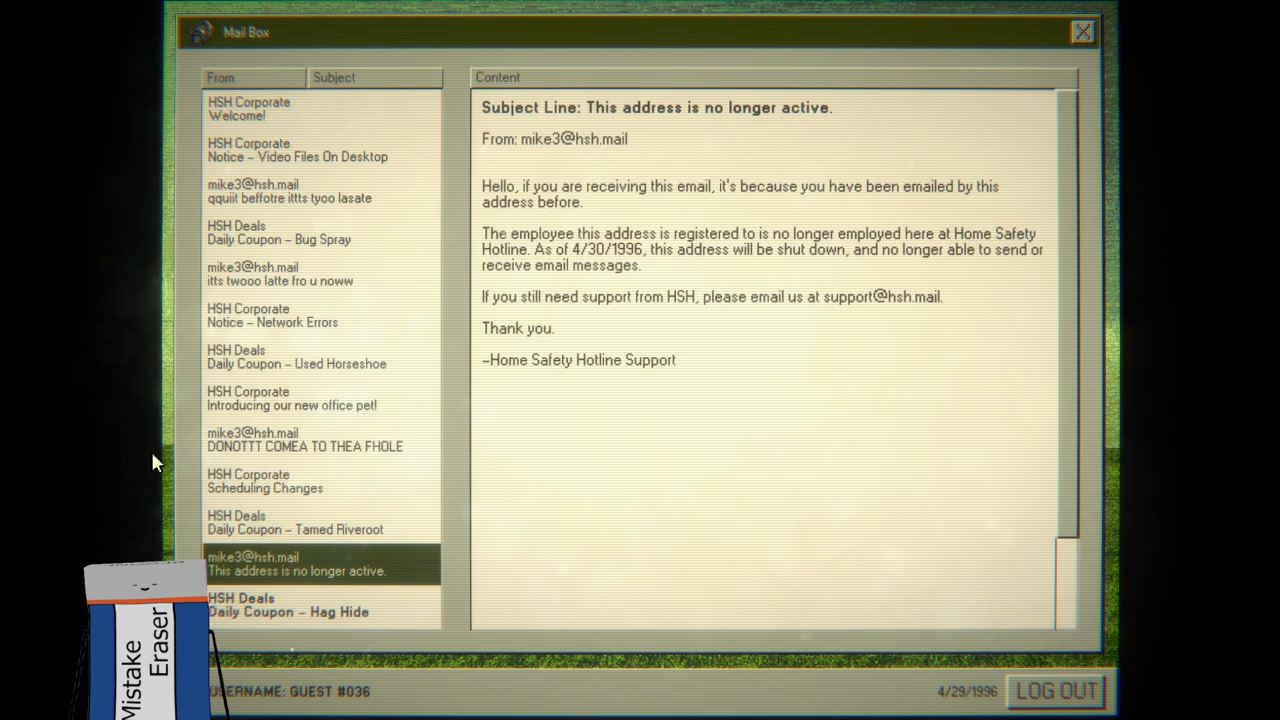 Mail Box
From
Subject
Content
HSH Corporate
Welcome!
HSH Corporate
Notice - Video Files On Desktop
mike3@hsh.mail
qquiit beffotre ittts tyoo lasate
HSH Deals
Daily Coupon - Bug Spray
mike3@hsh.mail
itts twooo latte fro u noww
HSH Corporate
Notice - Network Errors
HSH Deals
Daily Coupon - Used Horseshoe
HSH Corporate
Introducing our new office pet!
mike3@hsh.mail
DONOTTT COMEA TO THEA FHOLE
HSH Corporate
Scheduling Changes
HSH Deals
Daily Coupon - Tamed Riveroot
mike3@hsh.mail
This address is no longer active.
HSH Deals
Daily Coupon - Hag Hide
Subject Line: This address is no longer active.
From: mike3@hsh.mail
Hello, if you are receiving this email, it's because you have been emailed by this
address before.
The employee this address is registered to is no longer employed here at Home Safety
Hotline. As of 4/30/1996, this address will be shut down, and no longer able to send or
receive email messages.
If you still need support from HSH, please email us at support@hsh.mail.
Thank you.
-Home Safety Hotline Support
Mistake
Eraser
USERNAME: GUEST #036
4/29/1996
LOG OUT